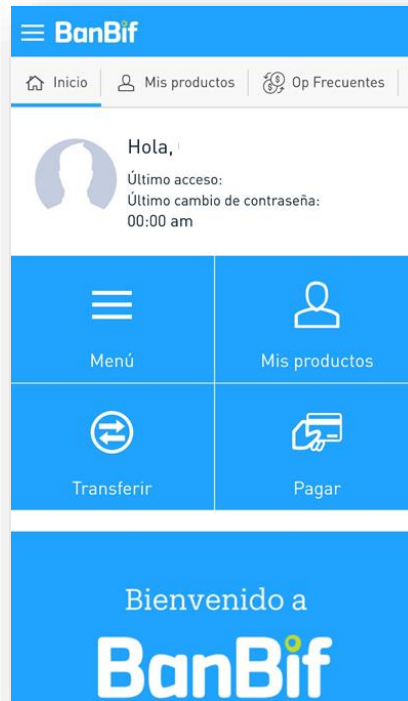 BanBif
Inicio Mis productos Op Frecuentes
Hola,
Último acceso:
Último cambio de contraseña:
00:00 am
Menú Mis productos
Transferir Pagar
Bienvenido a
BanBif